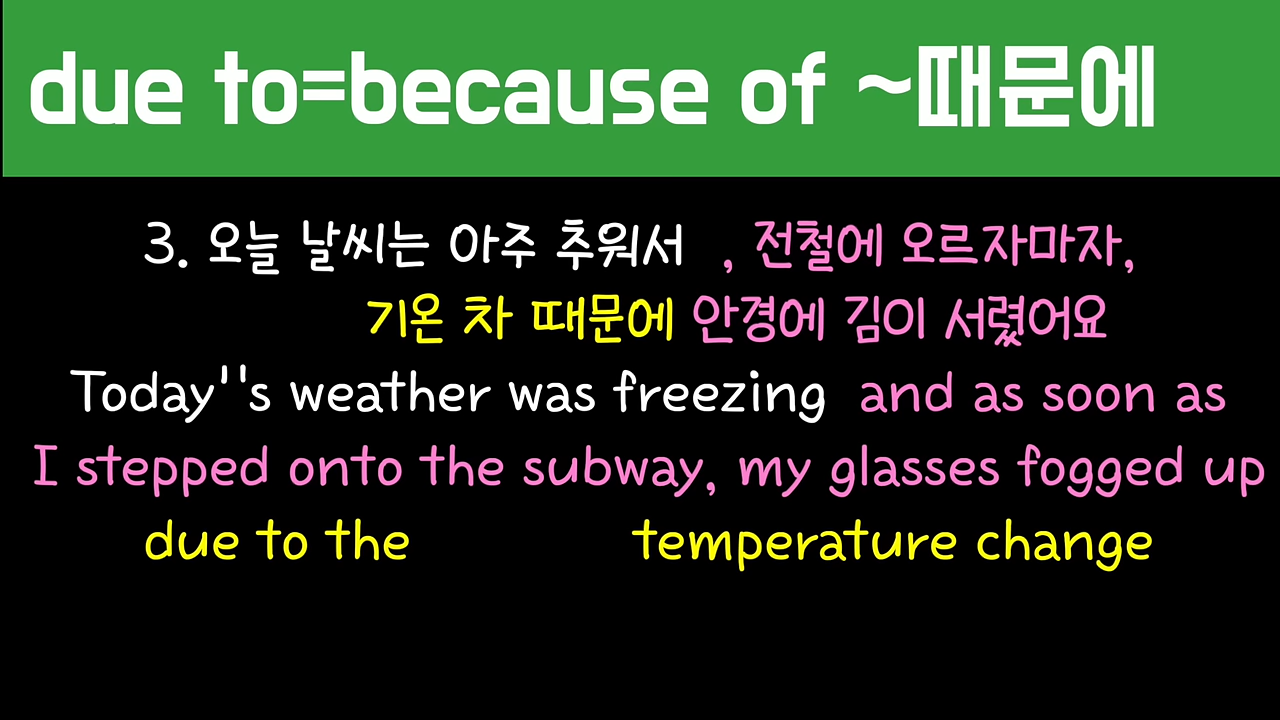 due to=because of ~때문에
3. 오늘 날씨는 아주 추워서 , 전철에 오르자마자,
기온 차 때문에 안경에 김이 서렸어요
Today''s weather was freezing and as soon as
I stepped onto the subway, my glasses fogged up
due to the temperature change